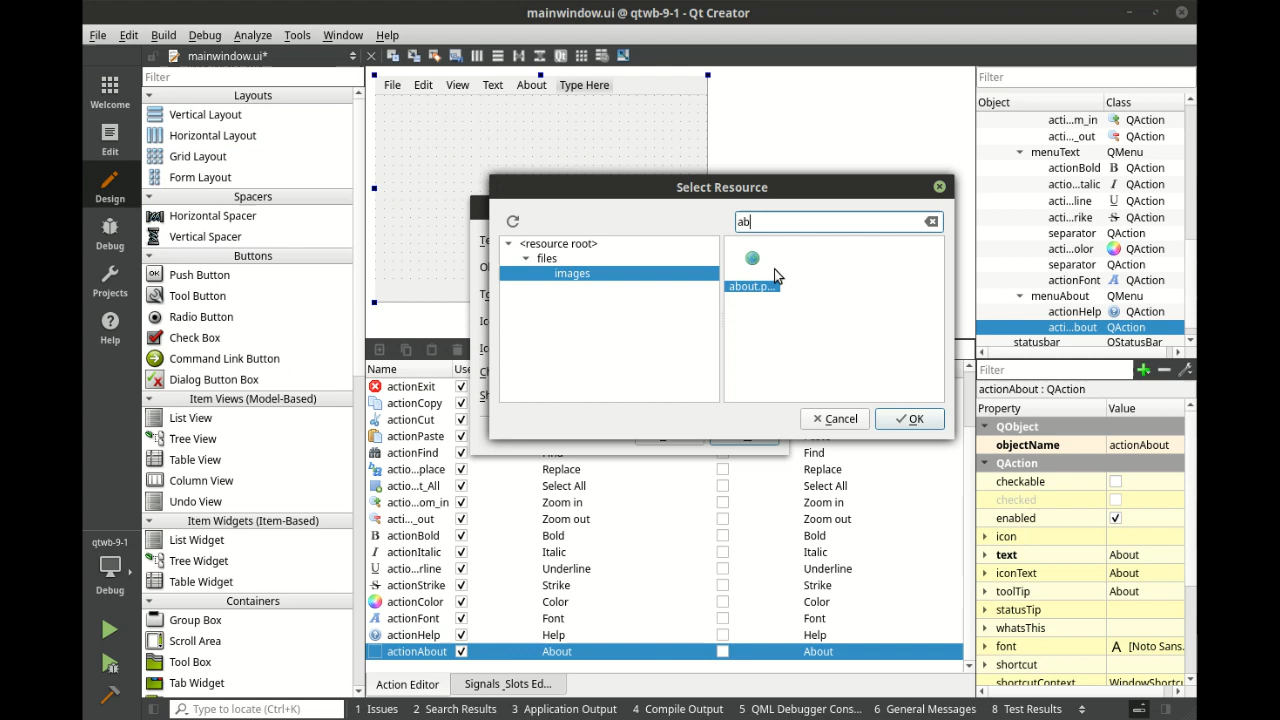 mainwindow.ui @ qtwb-9-1 - Qt Creator
File Edit Build Debug Analyze Tools Window Help
mainwindow.ui*
Filter
Layouts
Vertical Layout
Horizontal Layout
Grid Layout
Form Layout
Spacers
Horizontal Spacer
Vertical Spacer
Buttons
Push Button
Tool Button
Radio Button
Check Box
Command Link Button
Dialog Button Box
Item Views (Model-Based)
List View
Tree View
Table View
Column View
Undo View
Item Widgets (Item-Based)
List Widget
Tree Widget
Table Widget
Containers
Group Box
Scroll Area
Tool Box
Tab Widget
Welcome
Edit
Design
Debug
Projects
Help
qtwb-9-1
Debug
File Edit View Text About Type Here
Select Resource
ab
<resource root>
files
images
about.p...
Cancel
OK
Name
actionExit
actionCopy
actionCut
actionPaste
actionFind
actio...place Replace Replace
actio...t_All Select All Select All
actio...om_in Zoom in Zoom in
acti..._out Zoom out Zoom out
actionBold Bold Bold
actionItalic Italic Italic
actio...rline Underline Underline
actionStrike Strike Strike
actionColor Color Color
actionFont Font Font
actionHelp Help Help
actionAbout About About
Action Editor
Signals _Slots Ed...
Filter
Object Class
acti...m_in QAction
acti..._out QAction
menuText QMenu
actionBold QAction
actio...talic QAction
actio...line QAction
actio...rike QAction
separator QAction
actio...olor QAction
separator QAction
actionFont QAction
menuAbout QMenu
actionHelp QAction
acti...bout QAction
statusbar QStatusBar
Filter
actionAbout : QAction
Property Value
QObject
objectName actionAbout
QAction
checkable
checked
enabled
icon
text About
iconText About
toolTip About
statusTip
whatsThis
font [Noto Sans.
shortcut
shortcutContext WindowShortcu
Type to locate (Ctrl+K)
1 Issues 2 Search Results 3 Application Output 4 Compile Output 5 QML Debugger Cons... 6 General Messages 8 Test Results